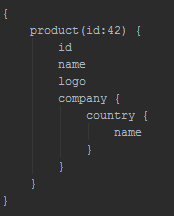 {
    product(id:42) {
        id
        name
        logo
        company {
            country {
                name
            }
        }
    }
}